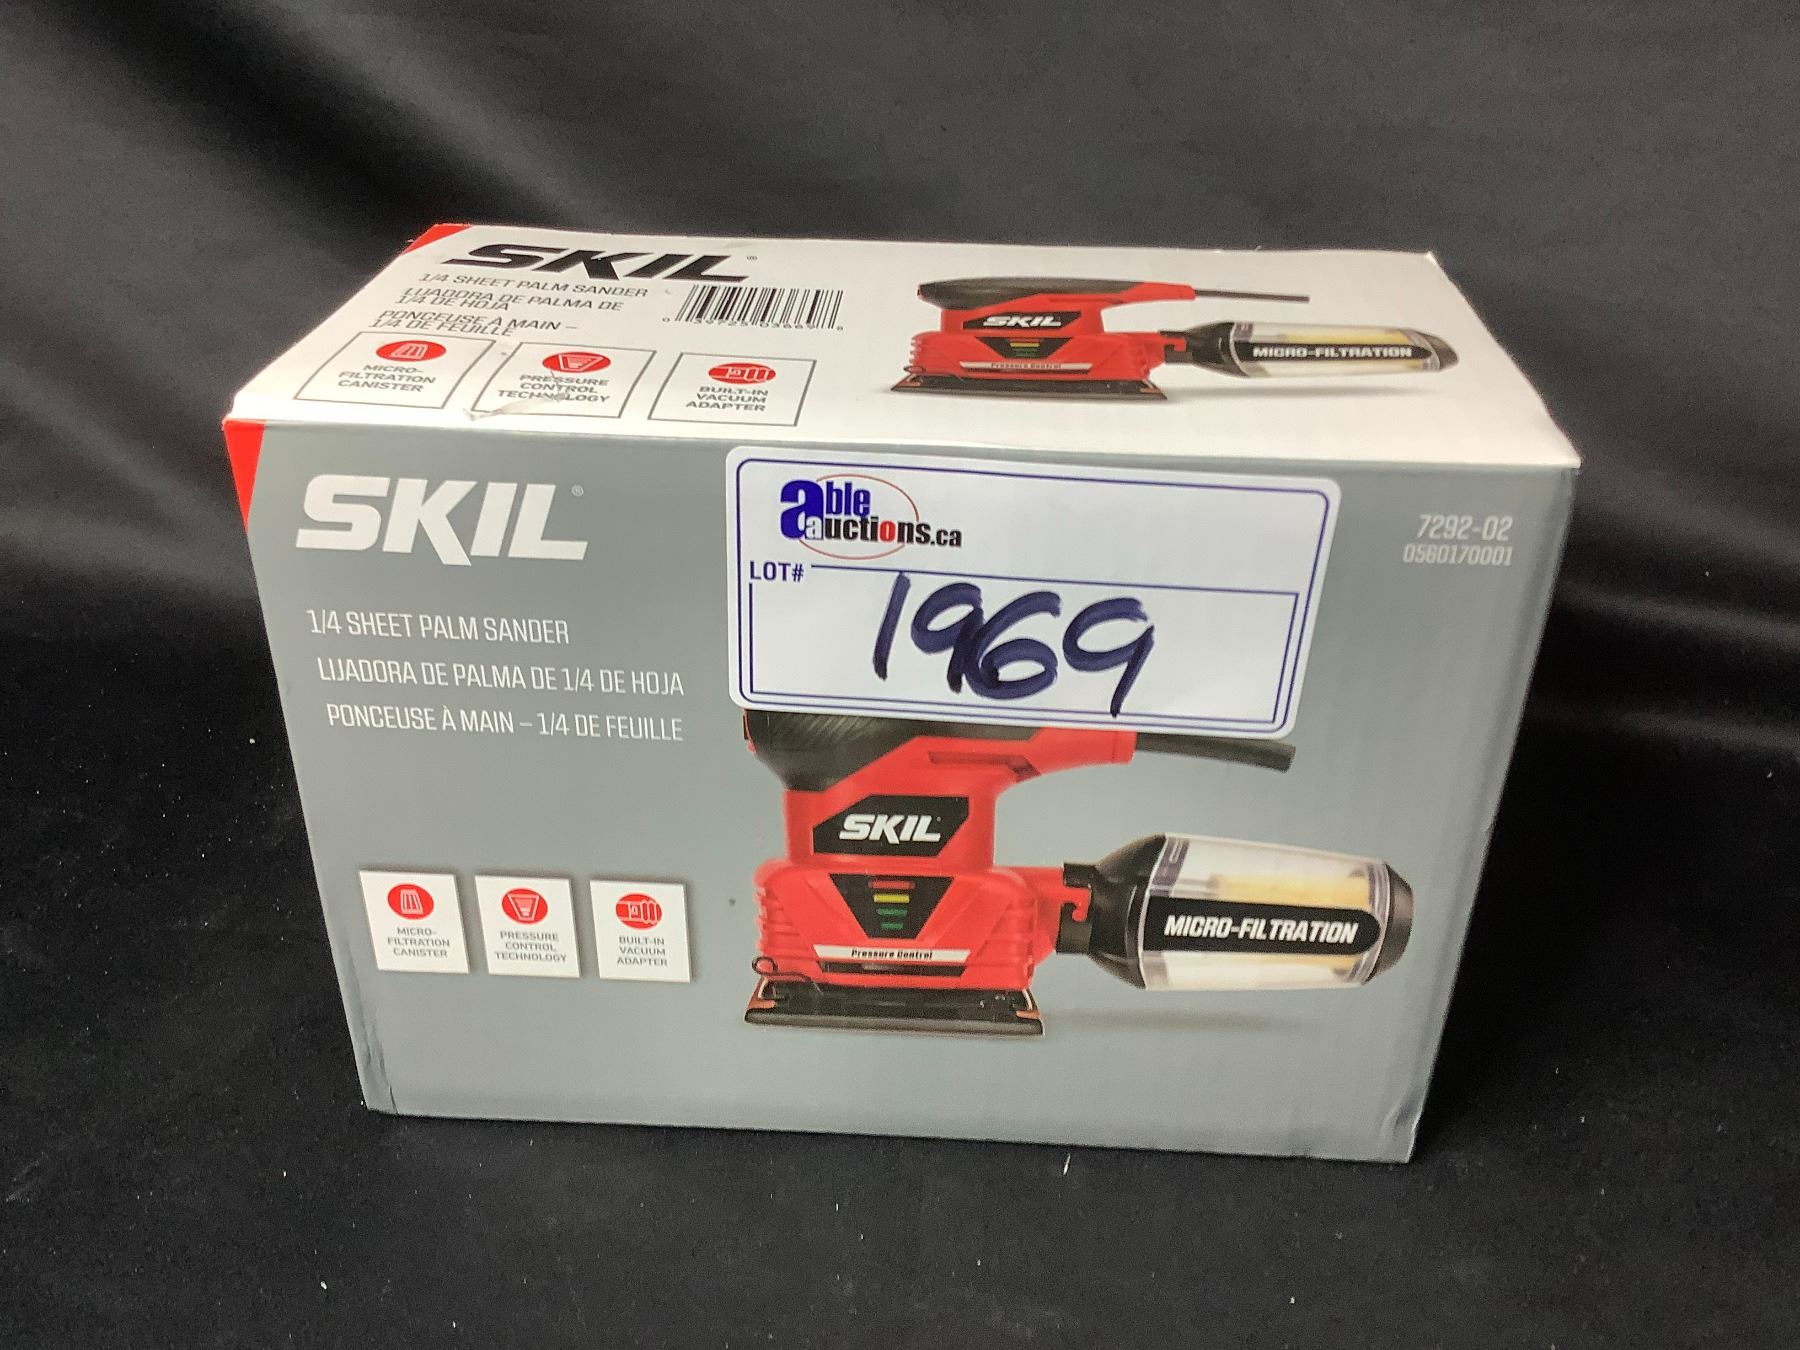 SKIL®
1/4 SHEET PALM SANDER
LIJADORA DE PALMA DE
1/4 DE HOJA
PONCEUSE À MAIN –
1/4 DE FEUILLE
MICRO-
FILTRATION
CANISTER
PRESSURE
CONTROL
TECHNOLOGY
BUILT-IN
VACUUM
ADAPTER
SKIL
Pressure Control
MICRO-FILTRATION
SKIL®
1/4 SHEET PALM SANDER
LIJADORA DE PALMA DE 1/4 DE HOJA
PONCEUSE À MAIN – 1/4 DE FEUILLE
able
auctions.ca
LOT#
1969
7292-02
0560170001
MICRO-
FILTRATION
CANISTER
PRESSURE
CONTROL
TECHNOLOGY
BUILT-IN
VACUUM
ADAPTER
SKIL
Pressure Control
MICRO-FILTRATION